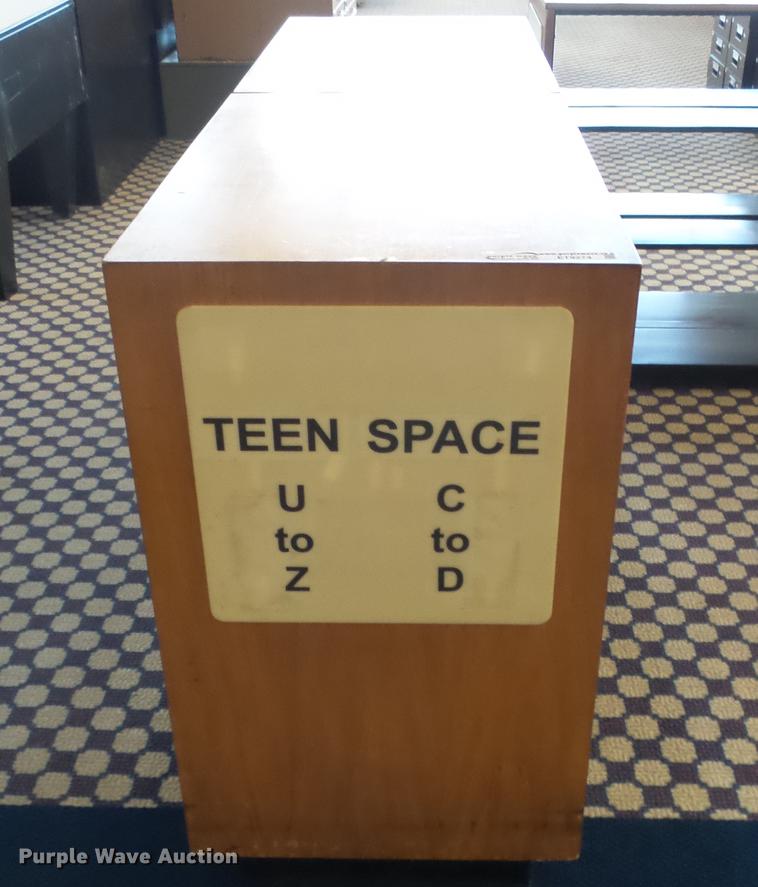 TEEN SPACE
U C
to to
Z D
Purple Wave Auction